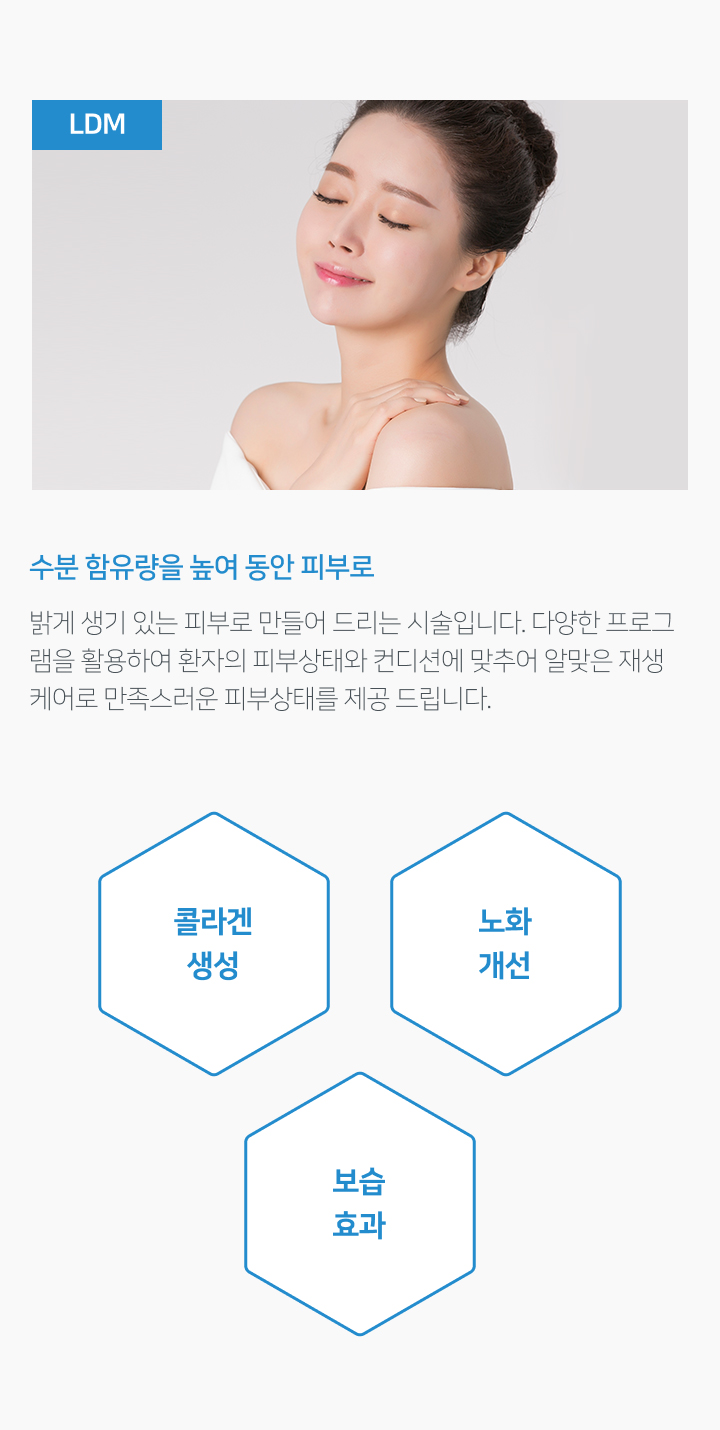 LDM
수분 함유량을 높여 동안 피부로
밝게 생기 있는 피부로 만들어 드리는 시술입니다. 다양한 프로그
램을 활용하여 환자의 피부상태와 컨디션에 맞추어 알맞은 재생
케어로 만족스러운 피부상태를 제공 드립니다.
콜라겐
생성
노화
개선
보습
효과